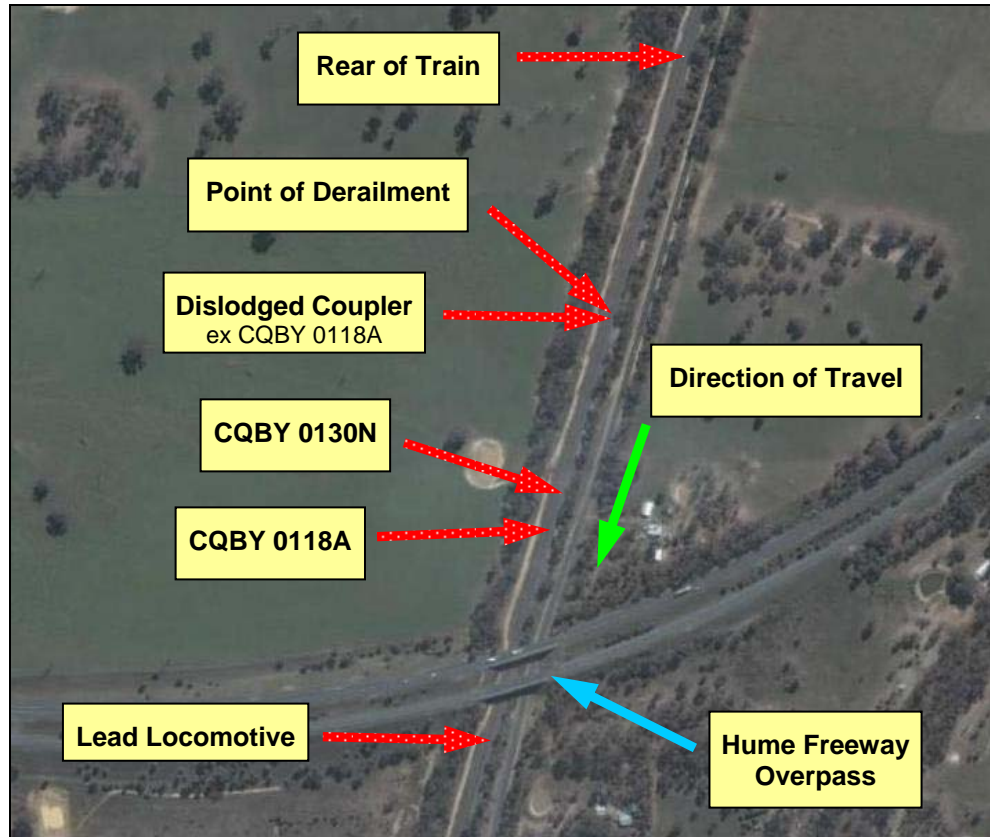 Rear of Train
Point of Derailment
Dislodged Coupler
ex CQBY 0118A
Direction of Travel
CQBY 0130N
CQBY 0118A
Lead Locomotive
Hume Freeway
Overpass